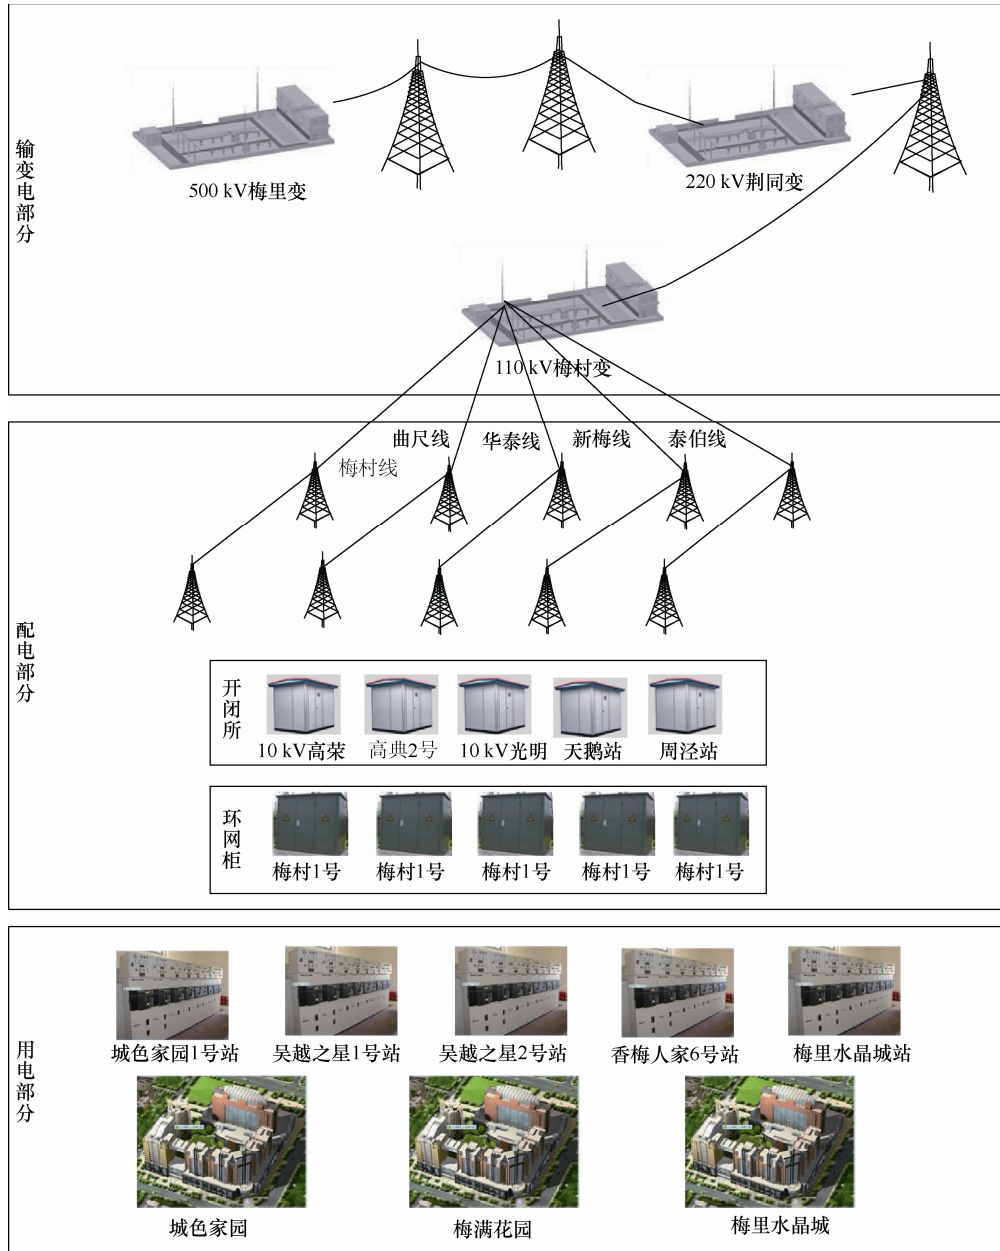 输变电部分
500 kV梅里变
220 kV荆同变
110 kV梅村变
配电部分
曲尺线
华泰线
新梅线
泰伯线
梅村线
开闭所
10 kV高荣
高典2号
10 kV光明
天鹅站
周泾站
环网柜
梅村1号
梅村1号
梅村1号
梅村1号
梅村1号
用电部分
城色家园1号站
吴越之星1号站
吴越之星2号站
香梅人家6号站
梅里水晶城站
城色家园
梅满花园
梅里水晶城